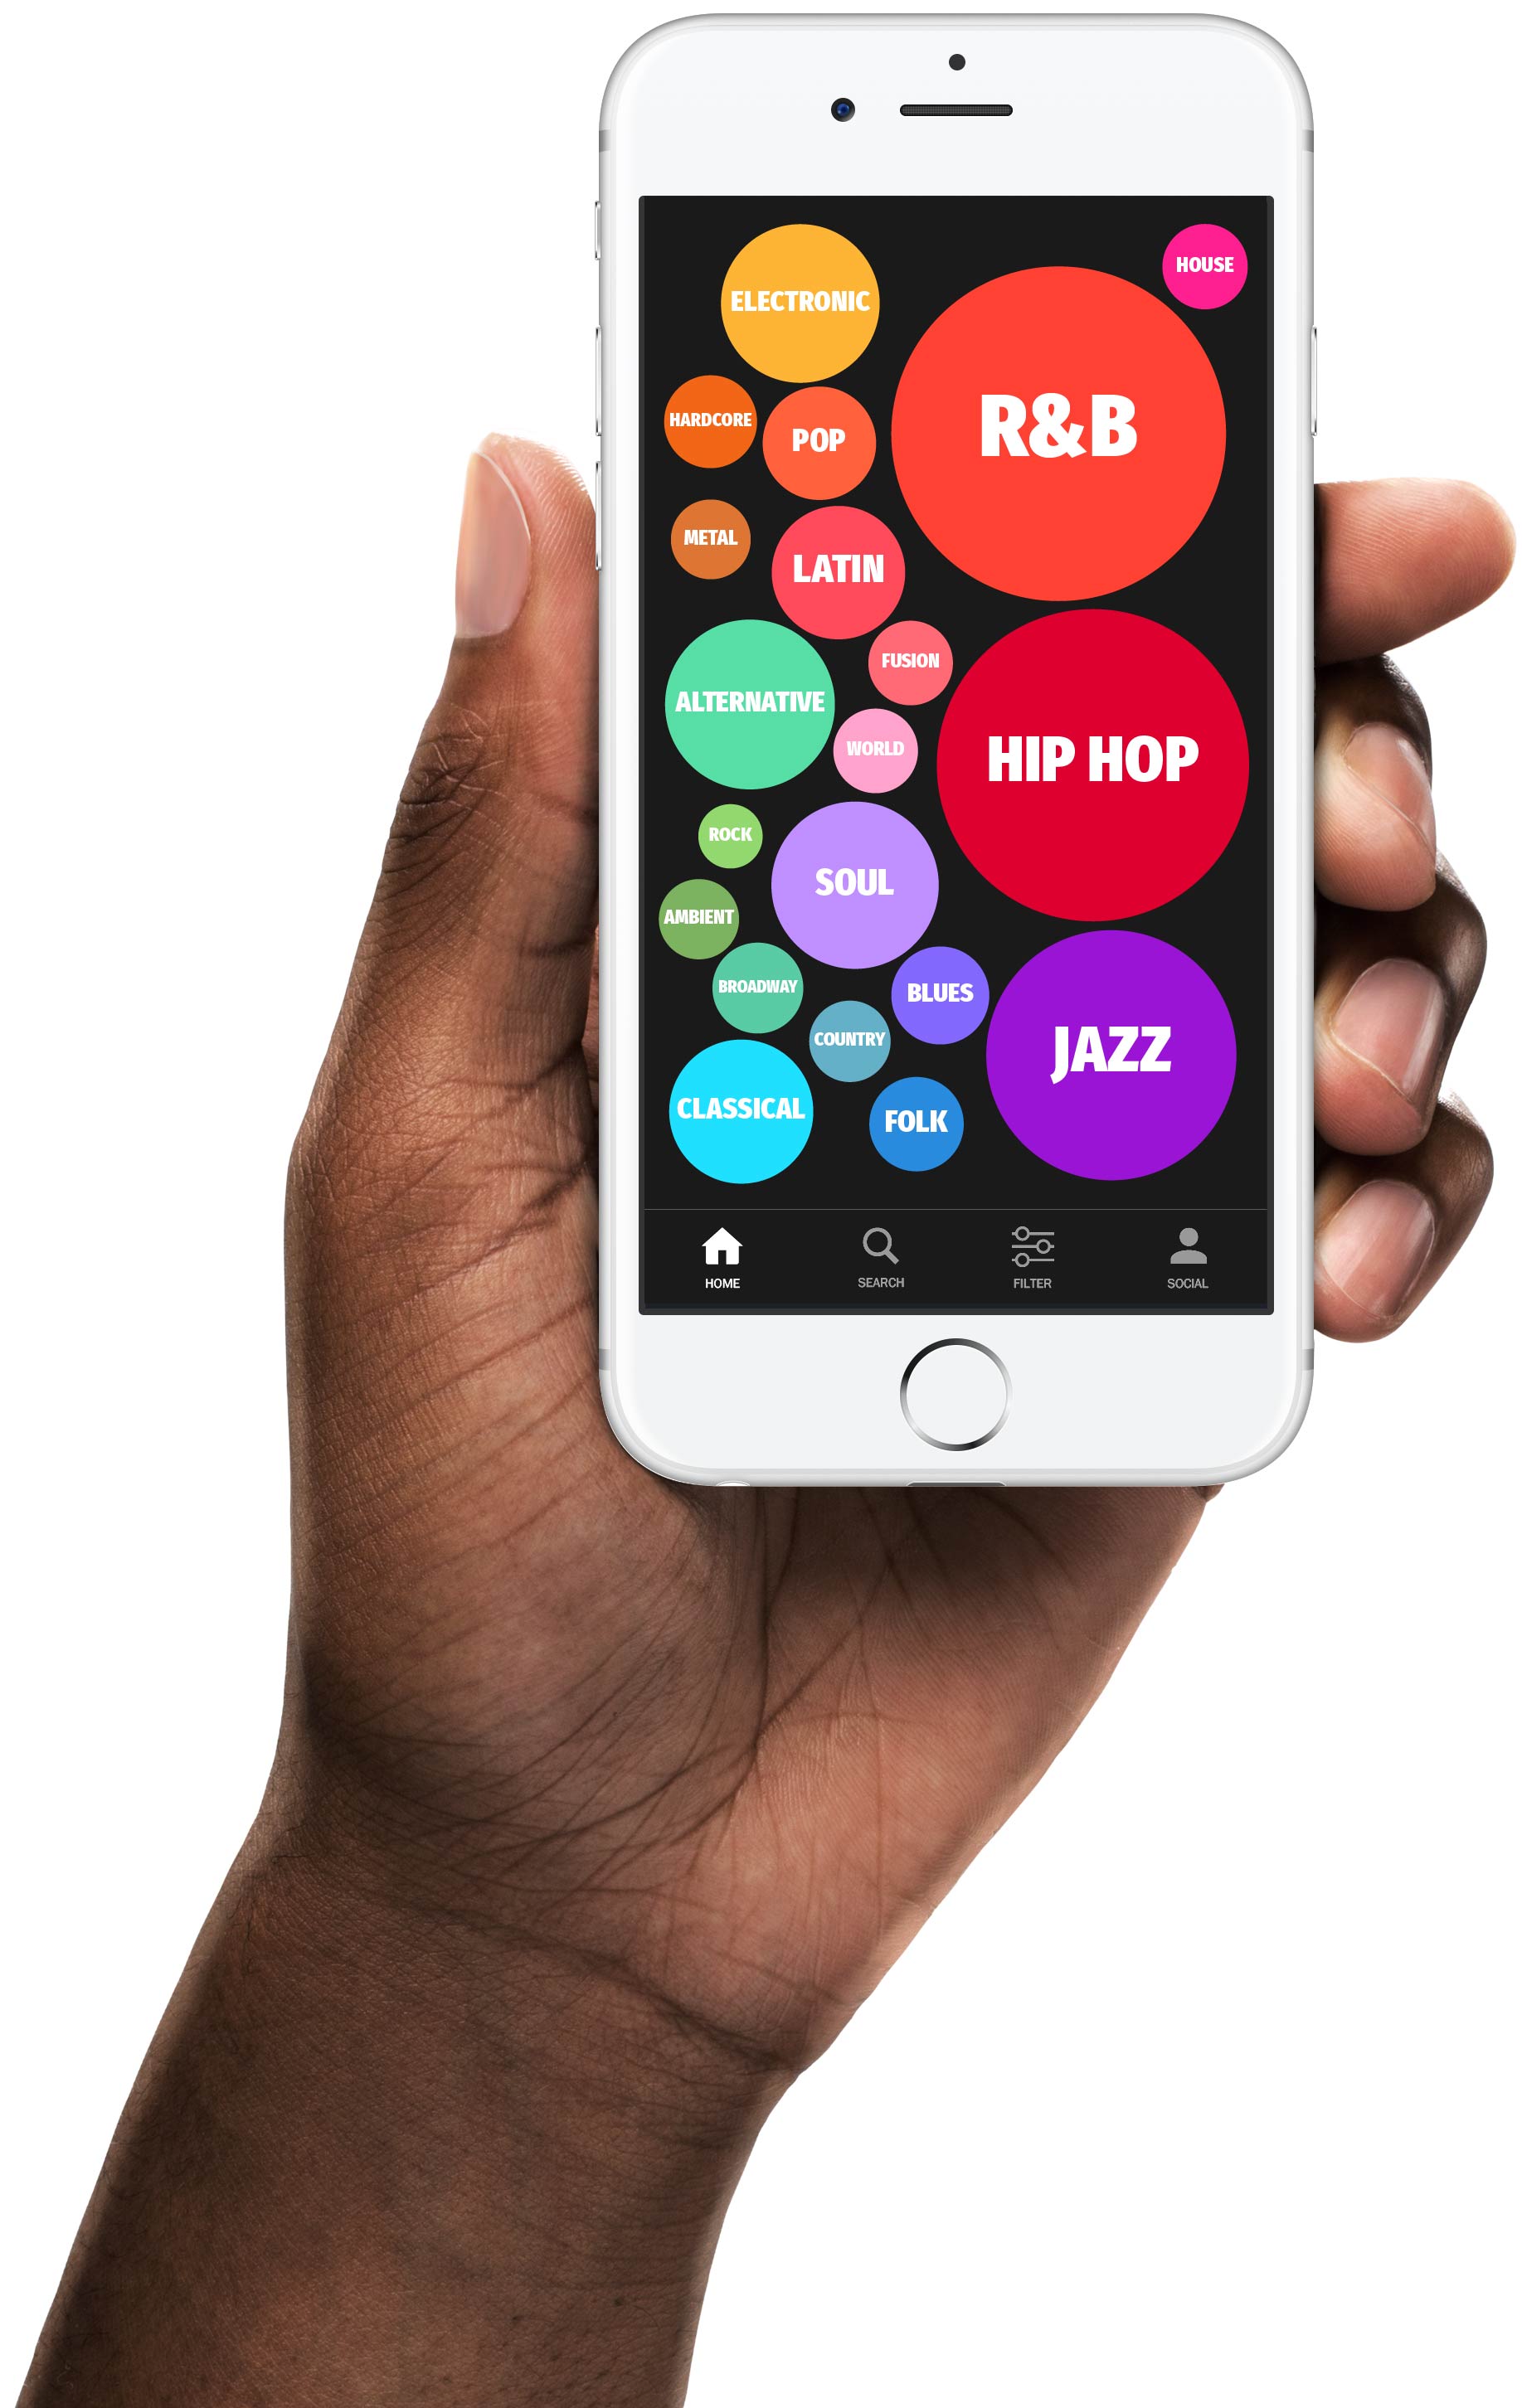 ELECTRONIC
HOUSE
R&B
HARDCORE
POP
METAL
LATIN
FUSION
ALTERNATIVE
WORLD
HIP HOP
ROCK
SOUL
AMBIENT
BROADWAY
BLUES
COUNTRY
JAZZ
CLASSICAL
FOLK
HOME
SEARCH
FILTER
SOCIAL